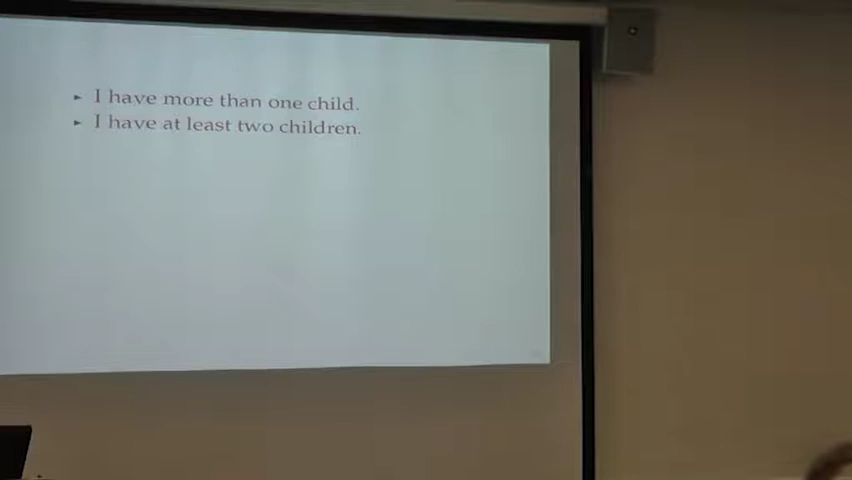 ► I have more than one child.
► I have at least two children.